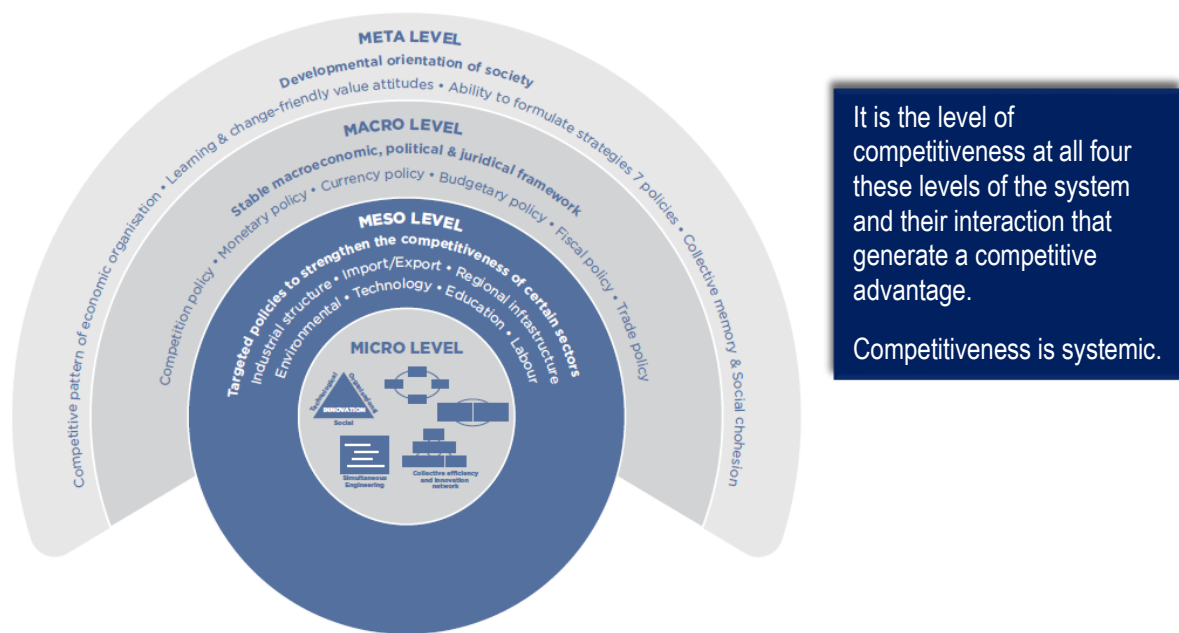 META LEVEL
Developmental orientation of society
Competitive pattern of economic organisation • Learning & change-friendly value attitudes • Ability to formulate strategies 7 policies • Collective memory & Social chohesion
MACRO LEVEL
Stable macroeconomic, political & juridical framework
Competition policy • Monetary policy • Currency policy • Budgetary policy • Fiscal policy • Trade policy
MESO LEVEL
Targeted policies to strengthen the competitiveness of certain sectors
Industrial structure • Import/Export • Regional inftastructure
Environmental • Technology • Education • Labour
MICRO LEVEL
Technological
Organizational
INNOVATION
Social
Simultaneous
Engineering
Collective efficiency
and innovation
network
It is the level of
competitiveness at all four
these levels of the system
and their interaction that
generate a competitive
advantage.
Competitiveness is systemic.